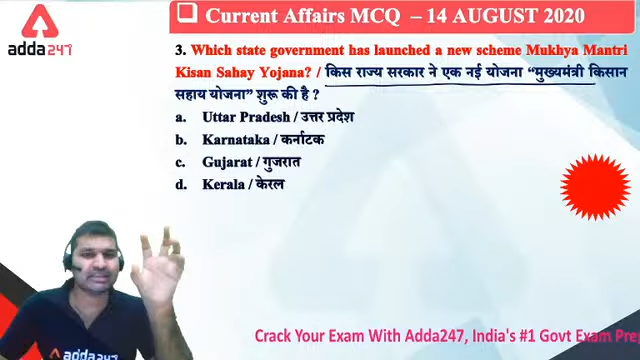 ❑ Current Affairs MCQ – 14 AUGUST 2020
adda247
3. Which state government has launched a new scheme Mukhya Mantri
Kisan Sahay Yojana? / किस राज्य सरकार ने एक नई योजना “मुख्यमंत्री किसान
सहाय योजना” शुरू की है ?
a. Uttar Pradesh / उत्तर प्रदेश
b. Karnataka / कर्नाटक
c. Gujarat / गुजरात
d. Kerala / केरल
adda247
Crack Your Exam With Adda247, India's #1 Govt Exam Prep